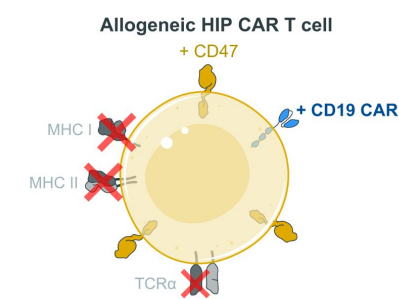 Allogeneic HIP CAR T cell
+ CD47
+ CD19 CAR
MHC I
MHC II
TCRα